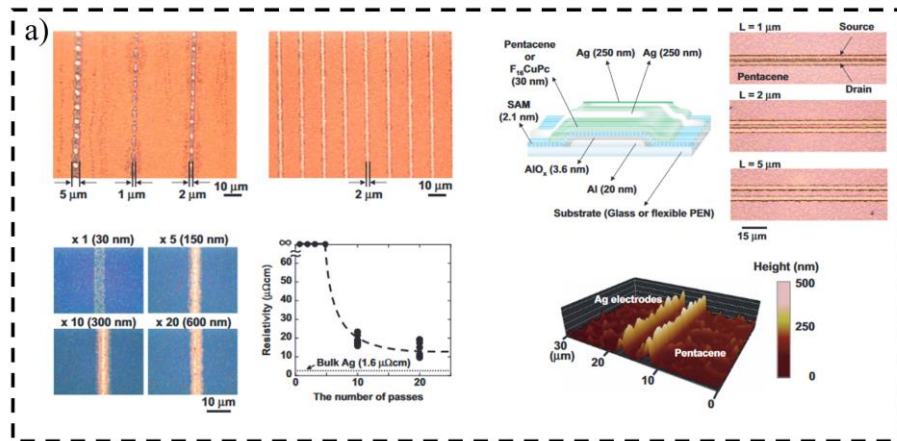 a)
5 μm
1 μm
2 μm
10 μm
2 μm
10 μm
Pentacene
or
F₁₆CuPc
(30 nm)
Ag (250 nm)
Ag (250 nm)
SAM
(2.1 nm)
AlOₓ (3.6 nm)
Al (20 nm)
Substrate (Glass or flexible PEN)
L = 1 μm
Source
Pentacene
Drain
L = 2 μm
L = 5 μm
15 μm
x 1 (30 nm)
x 5 (150 nm)
x 10 (300 nm)
x 20 (600 nm)
10 μm
Resistivity (μΩcm)
∞
60
50
40
30
20
10
0
Bulk Ag (1.6 μΩcm)
0
10
20
The number of passes
Ag electrodes
Pentacene
30
(μm)
20
10
0
Height (nm)
500
250
0